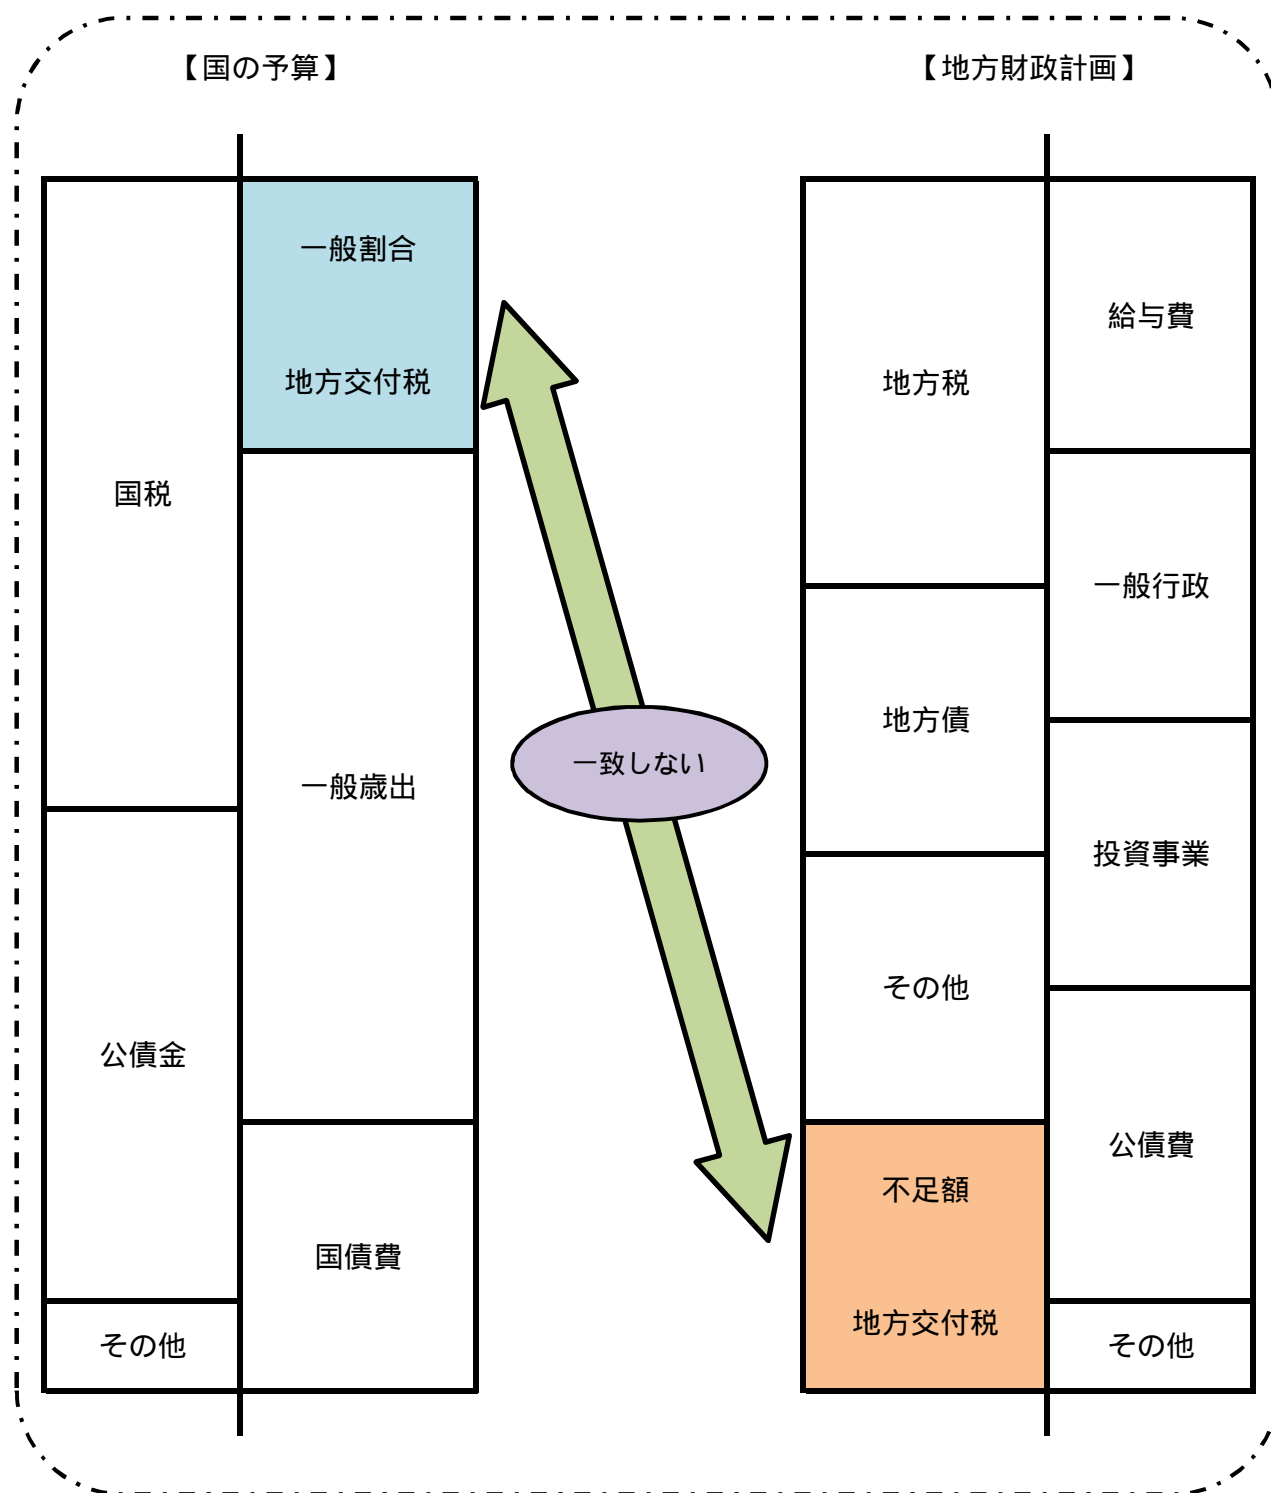 【国の予算】
国税
公債金
その他
一般割合
地方交付税
一般歳出
国債費
一致しない
【地方財政計画】
地方税
地方債
その他
不足額
地方交付税
給与費
一般行政
投資事業
公債費
その他